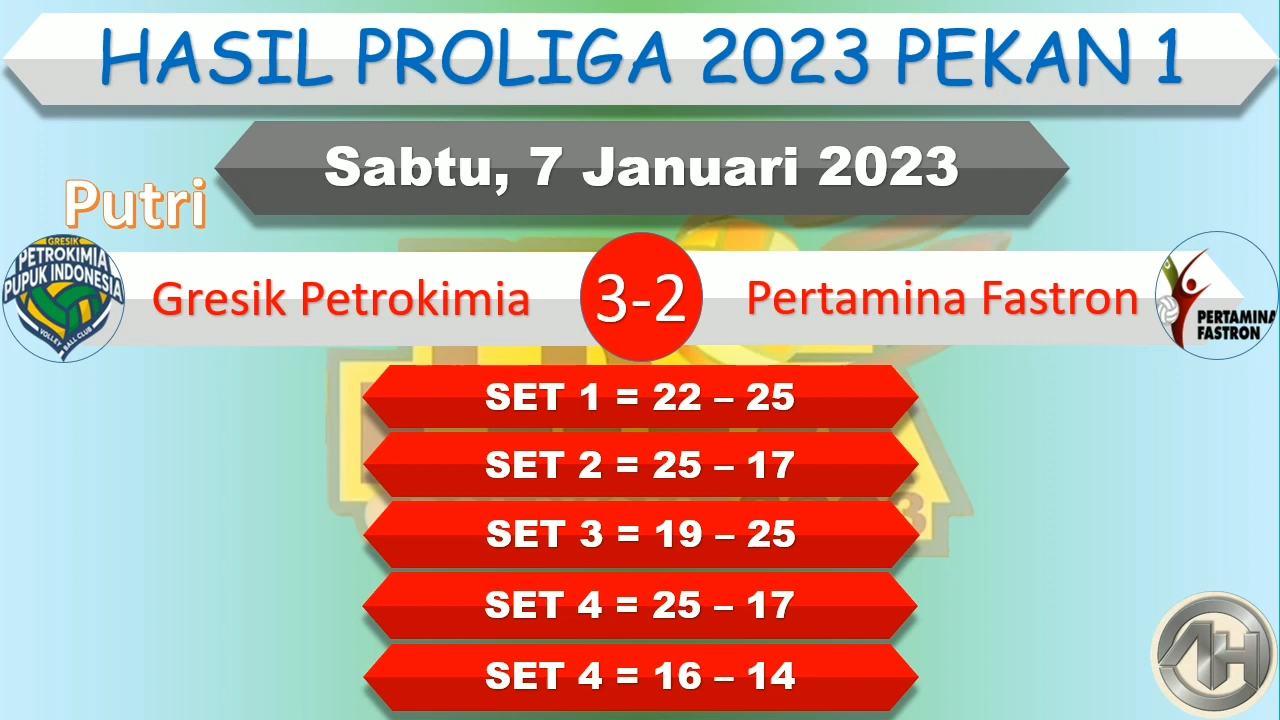 HASIL PROLIGA 2023 PEKAN 1
Sabtu, 7 Januari 2023
Putri
GRESIK
PETROKIMIA
PUPUK INDONESIA
VOLLEY BALL CLUB
Gresik Petrokimia
3-2
Pertamina Fastron
PERTAMINA
FASTRON
SET 1 = 22 – 25
SET 2 = 25 – 17
SET 3 = 19 – 25
SET 4 = 25 – 17
SET 4 = 16 – 14
AH